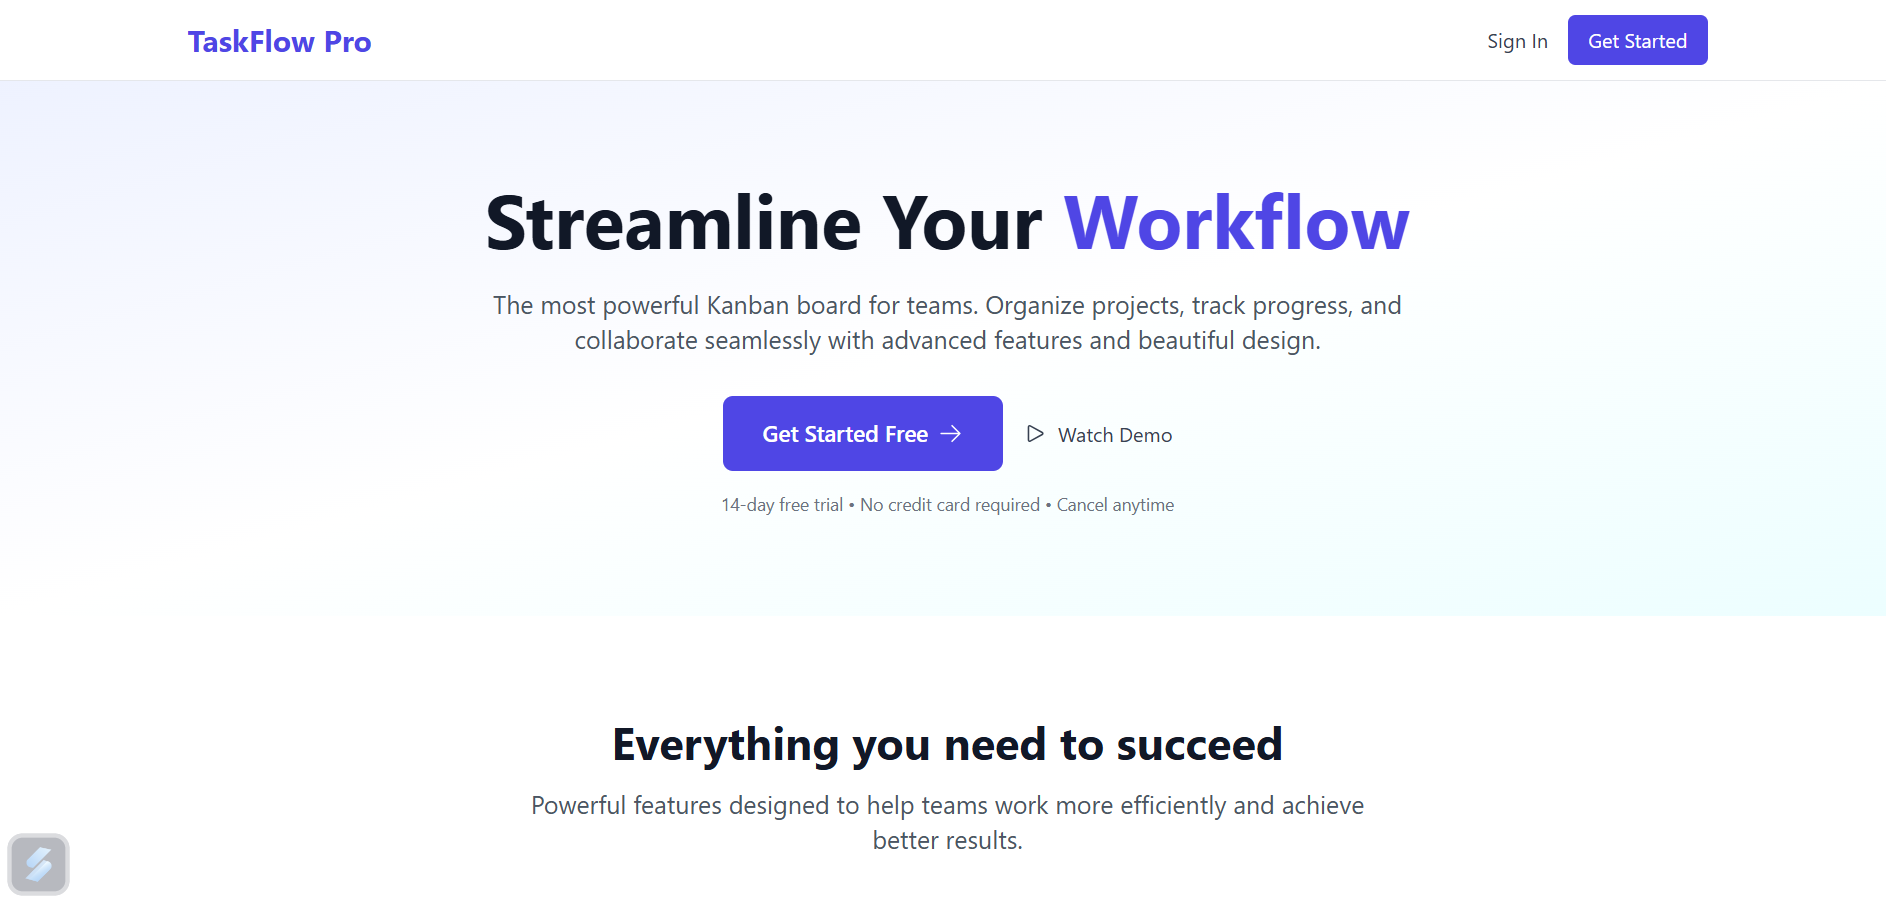 TaskFlow Pro
Sign In
Get Started
Streamline Your Workflow
The most powerful Kanban board for teams. Organize projects, track progress, and
collaborate seamlessly with advanced features and beautiful design.
Get Started Free
Watch Demo
14-day free trial • No credit card required • Cancel anytime
Everything you need to succeed
Powerful features designed to help teams work more efficiently and achieve
better results.